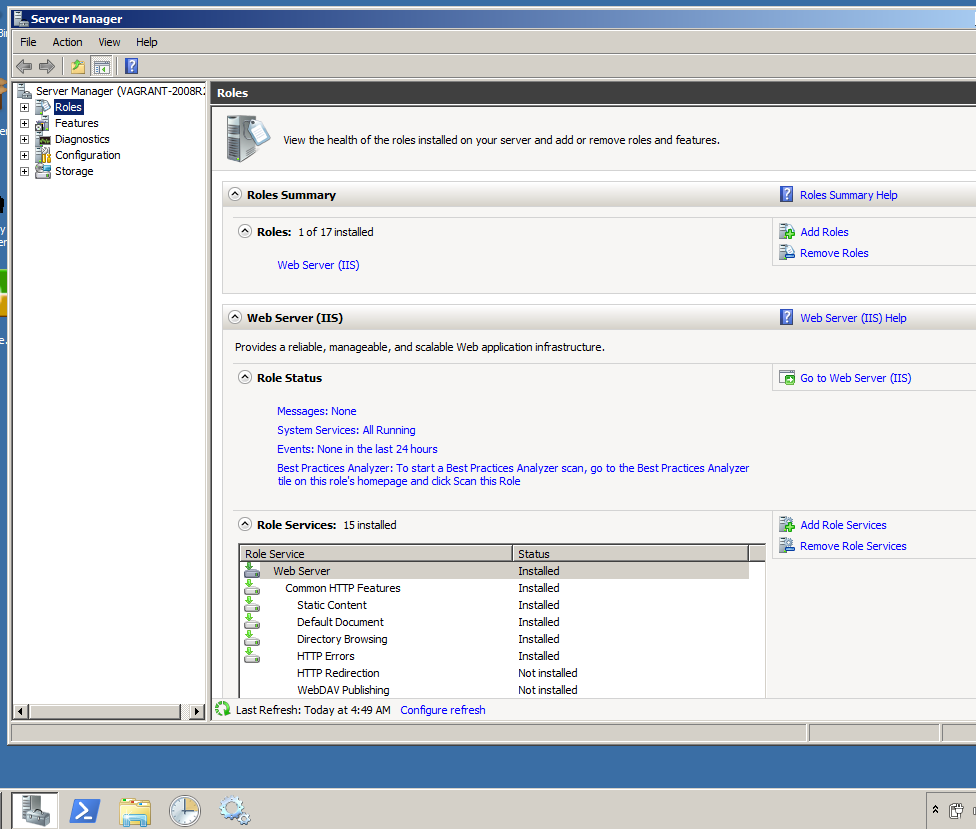 Server Manager
File Action View Help
Server Manager (VAGRANT-2008R2
Roles
Features
Diagnostics
Configuration
Storage
Roles
View the health of the roles installed on your server and add or remove roles and features.
Roles Summary
Roles Summary Help
Roles: 1 of 17 installed
Add Roles
Remove Roles
Web Server (IIS)
Web Server (IIS)
Web Server (IIS) Help
Provides a reliable, manageable, and scalable Web application infrastructure.
Role Status
Go to Web Server (IIS)
Messages: None
System Services: All Running
Events: None in the last 24 hours
Best Practices Analyzer: To start a Best Practices Analyzer scan, go to the Best Practices Analyzer
tile on this role's homepage and click Scan this Role
Role Services: 15 installed
Add Role Services
Remove Role Services
Role Service Status
Web Server Installed
Common HTTP Features Installed
Static Content Installed
Default Document Installed
Directory Browsing Installed
HTTP Errors Installed
HTTP Redirection Not installed
WebDAV Publishing Not installed
Last Refresh: Today at 4:49 AM Configure refresh